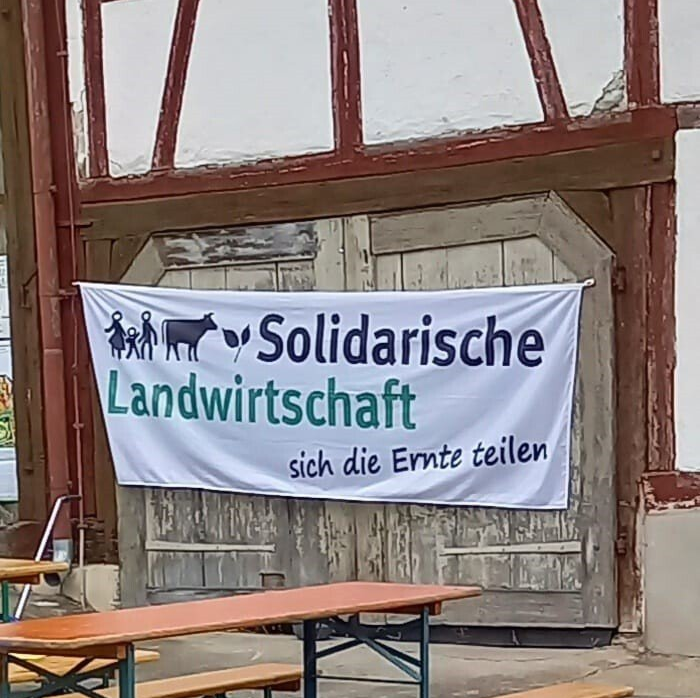 Solidarische
Landwirtschaft
sich die Ernte teilen